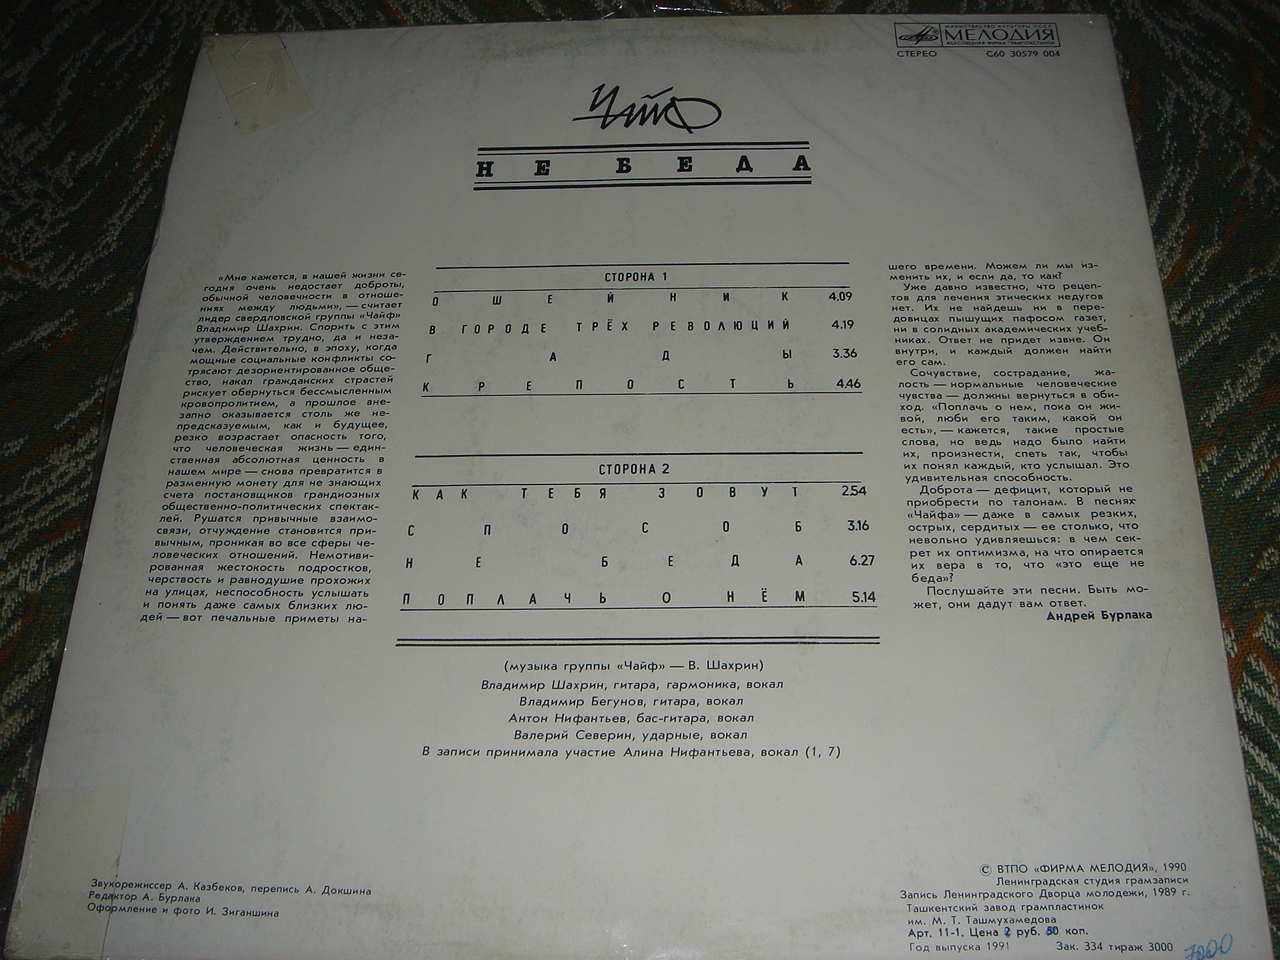 МИНИСТЕРСТВО КУЛЬТУРЫ СССР
МЕЛОДИЯ
ВСЕСОЮЗНАЯ ФИРМА ГРАМПЛАСТИНОК
СТЕРЕО С60 30579 004
ЧАЙФ
НЕ БЕДА
«Мне кажется, в нашей жизни се-
годня очень недостает доброты,
обычной человечности в отноше-
ниях между людьми», — считает
лидер свердловской группы «Чайф»
Владимир Шахрин. Спорить с этим
утверждением трудно, да и неза-
чем. Действительно, в эпоху, когда
мощные социальные конфликты со-
трясают дезориентированное обще-
ство, накал гражданских страстей
рискует обернуться бессмысленным
кровопролитием, а прошлое вне-
запно оказывается столь же не-
предсказуемым, как и будущее,
резко возрастает опасность того,
что человеческая жизнь — един-
ственная абсолютная ценность в
нашем мире — снова превратится в
разменную монету для не знающих
счета постановщиков грандиозных
общественно-политических спектак-
лей. Рушатся привычные взаимо-
связи, отчуждение становится при-
вычным, проникая во все сферы че-
ловеческих отношений. Немотиви-
рованная жестокость подростков,
черствость и равнодушие прохожих
на улицах, неспособность услышать
и понять даже самых близких лю-
дей — вот печальные приметы на-
СТОРОНА 1
ОШЕЙНИК 4.09
В ГОРОДЕ ТРЁХ РЕВОЛЮЦИЙ 4.19
ГАДЫ 3.36
КРЕПОСТЬ 4.46
СТОРОНА 2
КАК ТЕБЯ ЗОВУТ 2.54
СПОСОБ 3.16
НЕ БЕДА 6.27
ПОПЛАЧЬ О НЁМ 5.14
шего времени. Можем ли мы из-
менить их, и если да, то как?
Уже давно известно, что рецеп-
тов для лечения этических недугов
нет. Их не найдешь ни в пере-
довицах пышущих пафосом газет,
ни в солидных академических учеб-
никах. Ответ не придет извне. Он
внутри, и каждый должен найти
его сам.
Сочувствие, сострадание, жа-
лость — нормальные человеческие
чувства — должны вернуться в оби-
ход. «Поплачь о нем, пока он жи-
вой, люби его таким, какой он
есть», — кажется, такие простые
слова, но ведь надо было найти
их, произнести, спеть так, чтобы
их понял каждый, кто услышал. Это
удивительная способность.
Доброта — дефицит, который не
приобрести по талонам. В песнях
«Чайфа» — даже в самых резких,
острых, сердитых — ее столько, что
невольно удивляешься: в чем сек-
рет их оптимизма, на что опирается
их вера в то, что «это еще не
беда»?
Послушайте эти песни. Быть мо-
жет, они дадут вам ответ.
Андрей Бурлака
(музыка группы «Чайф» — В. Шахрин)
Владимир Шахрин, гитара, гармоника, вокал
Владимир Бегунов, гитара, вокал
Антон Нифантьев, бас-гитара, вокал
Валерий Северин, ударные, вокал
В записи принимала участие Алина Нифантьева, вокал (1, 7)
Звукорежиссер А. Казбеков, перепись А. Докшина
Редактор А. Бурлака
Оформление и фото И. Зиганшина
© ВТПО «ФИРМА МЕЛОДИЯ», 1990
Ленинградская студия грамзаписи
Запись Ленинградского Дворца молодежи, 1989 г.
Ташкентский завод грампластинок
им. М. Т. Ташмухамедова
Арт. 11-1. Цена 2 руб. 50 коп.
Год выпуска 1991 Зак. 334 тираж 3000
7000